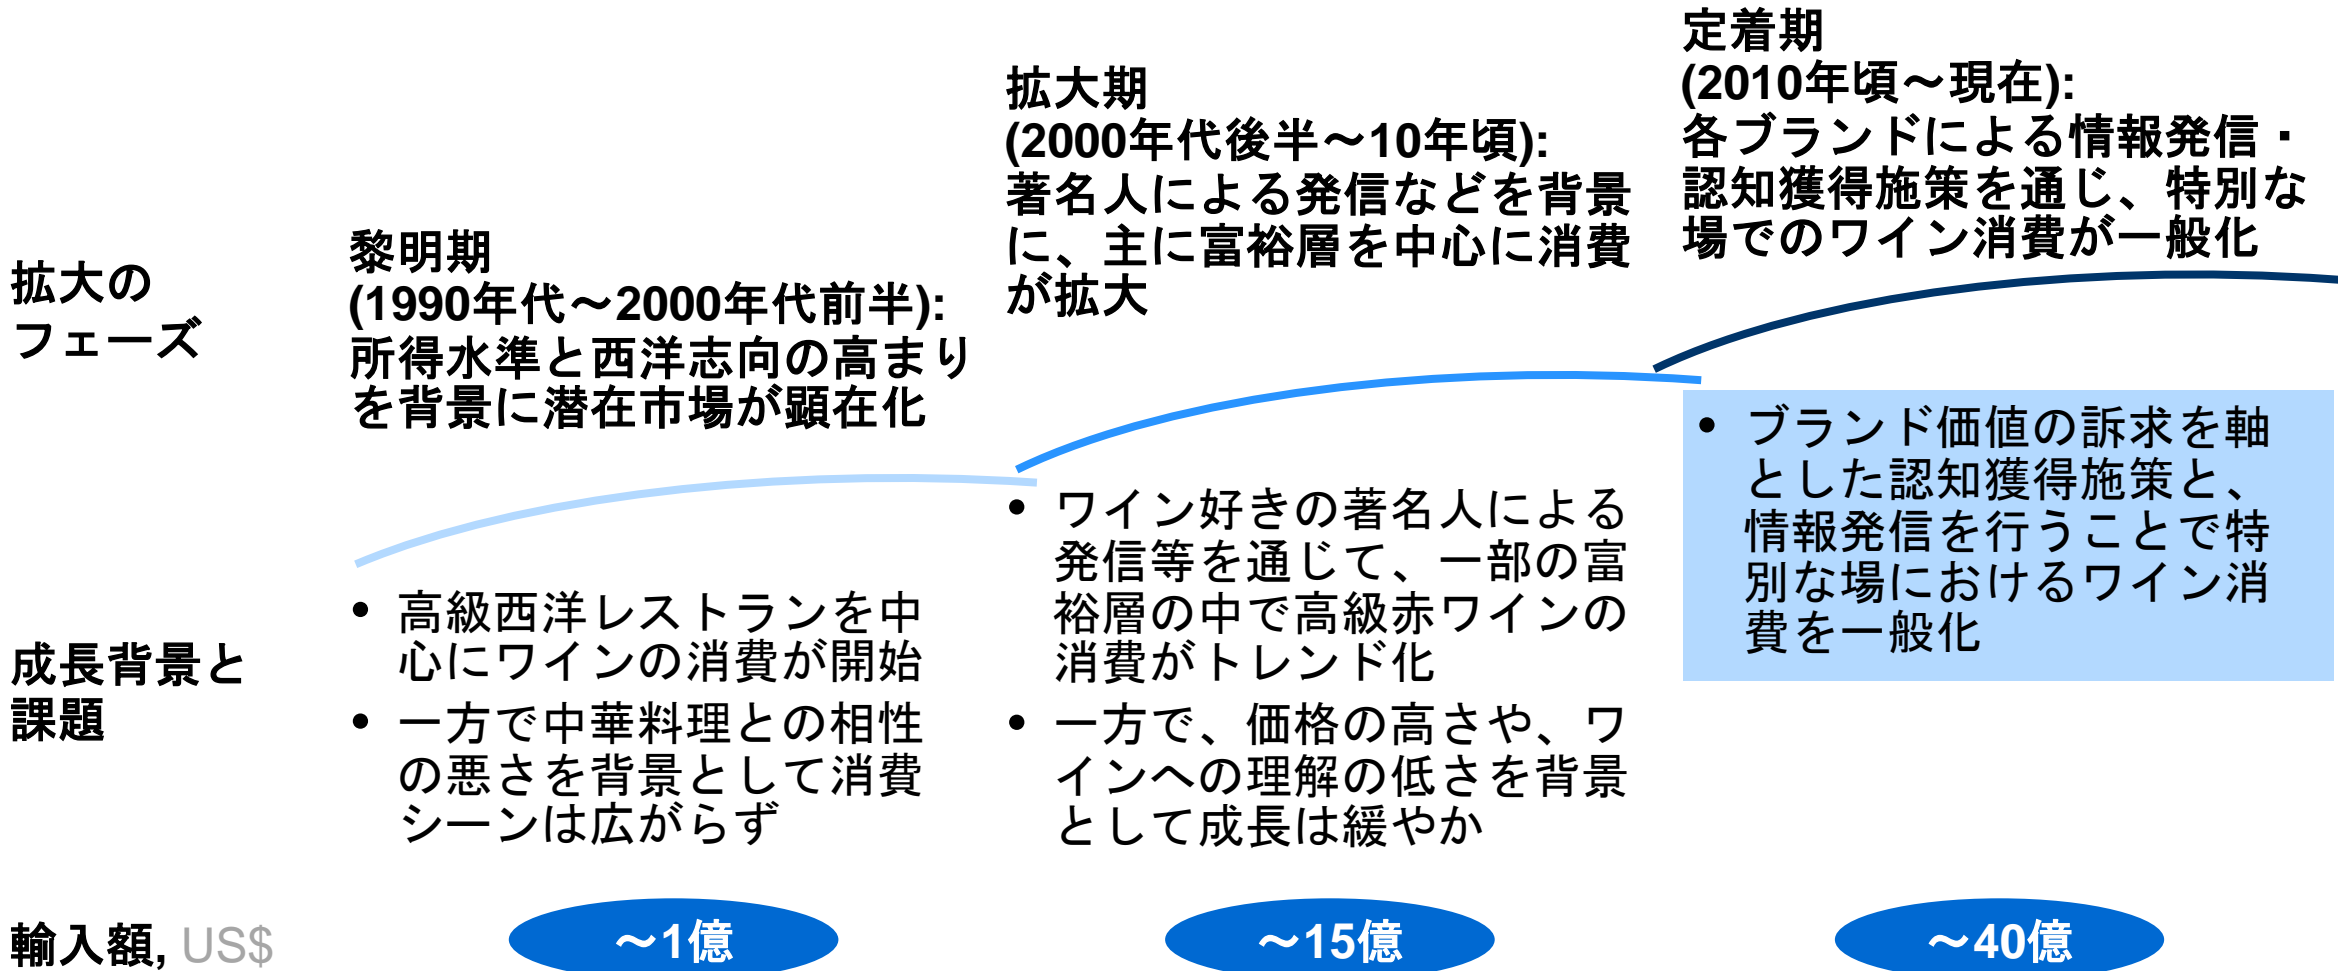 拡大の
フェーズ
黎明期
(1990年代～2000年代前半):
所得水準と西洋志向の高まり
を背景に潜在市場が顕在化
拡大期
(2000年代後半～10年頃):
著名人による発信などを背景
に、主に富裕層を中心に消費
が拡大
定着期
(2010年頃～現在):
各ブランドによる情報発信・
認知獲得施策を通じ、特別な
場でのワイン消費が一般化
成長背景と
課題
• 高級西洋レストランを中
心にワインの消費が開始
• 一方で中華料理との相性
の悪さを背景として消費
シーンは広がらず
• ワイン好きの著名人による
発信等を通じて、一部の富
裕層の中で高級赤ワインの
消費がトレンド化
• 一方で、価格の高さや、ワ
インへの理解の低さを背景
として成長は緩やか
• ブランド価値の訴求を軸
とした認知獲得施策と、
情報発信を行うことで特
別な場におけるワイン消
費を一般化
輸入額, US$
～1億
～15億
～40億